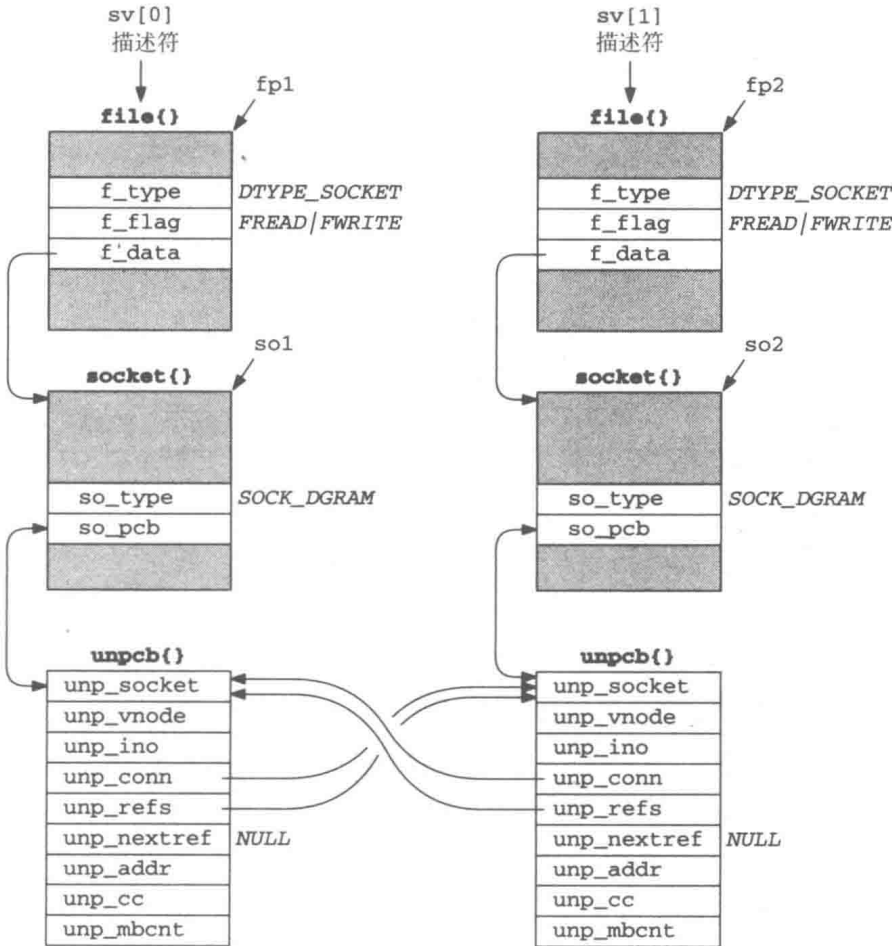 sv[0]
描述符
fp1
file{}
f_type DTYPE_SOCKET
f_flag FREAD|FWRITE
f_data
so1
socket{}
so_type SOCK_DGRAM
so_pcb
unpcb{}
unp_socket
unp_vnode
unp_ino
unp_conn
unp_refs
unp_nextref NULL
unp_addr
unp_cc
unp_mbcnt
sv[1]
描述符
fp2
file{}
f_type DTYPE_SOCKET
f_flag FREAD|FWRITE
f_data
so2
socket{}
so_type SOCK_DGRAM
so_pcb
unpcb{}
unp_socket
unp_vnode
unp_ino
unp_conn
unp_refs
unp_nextref NULL
unp_addr
unp_cc
unp_mbcnt